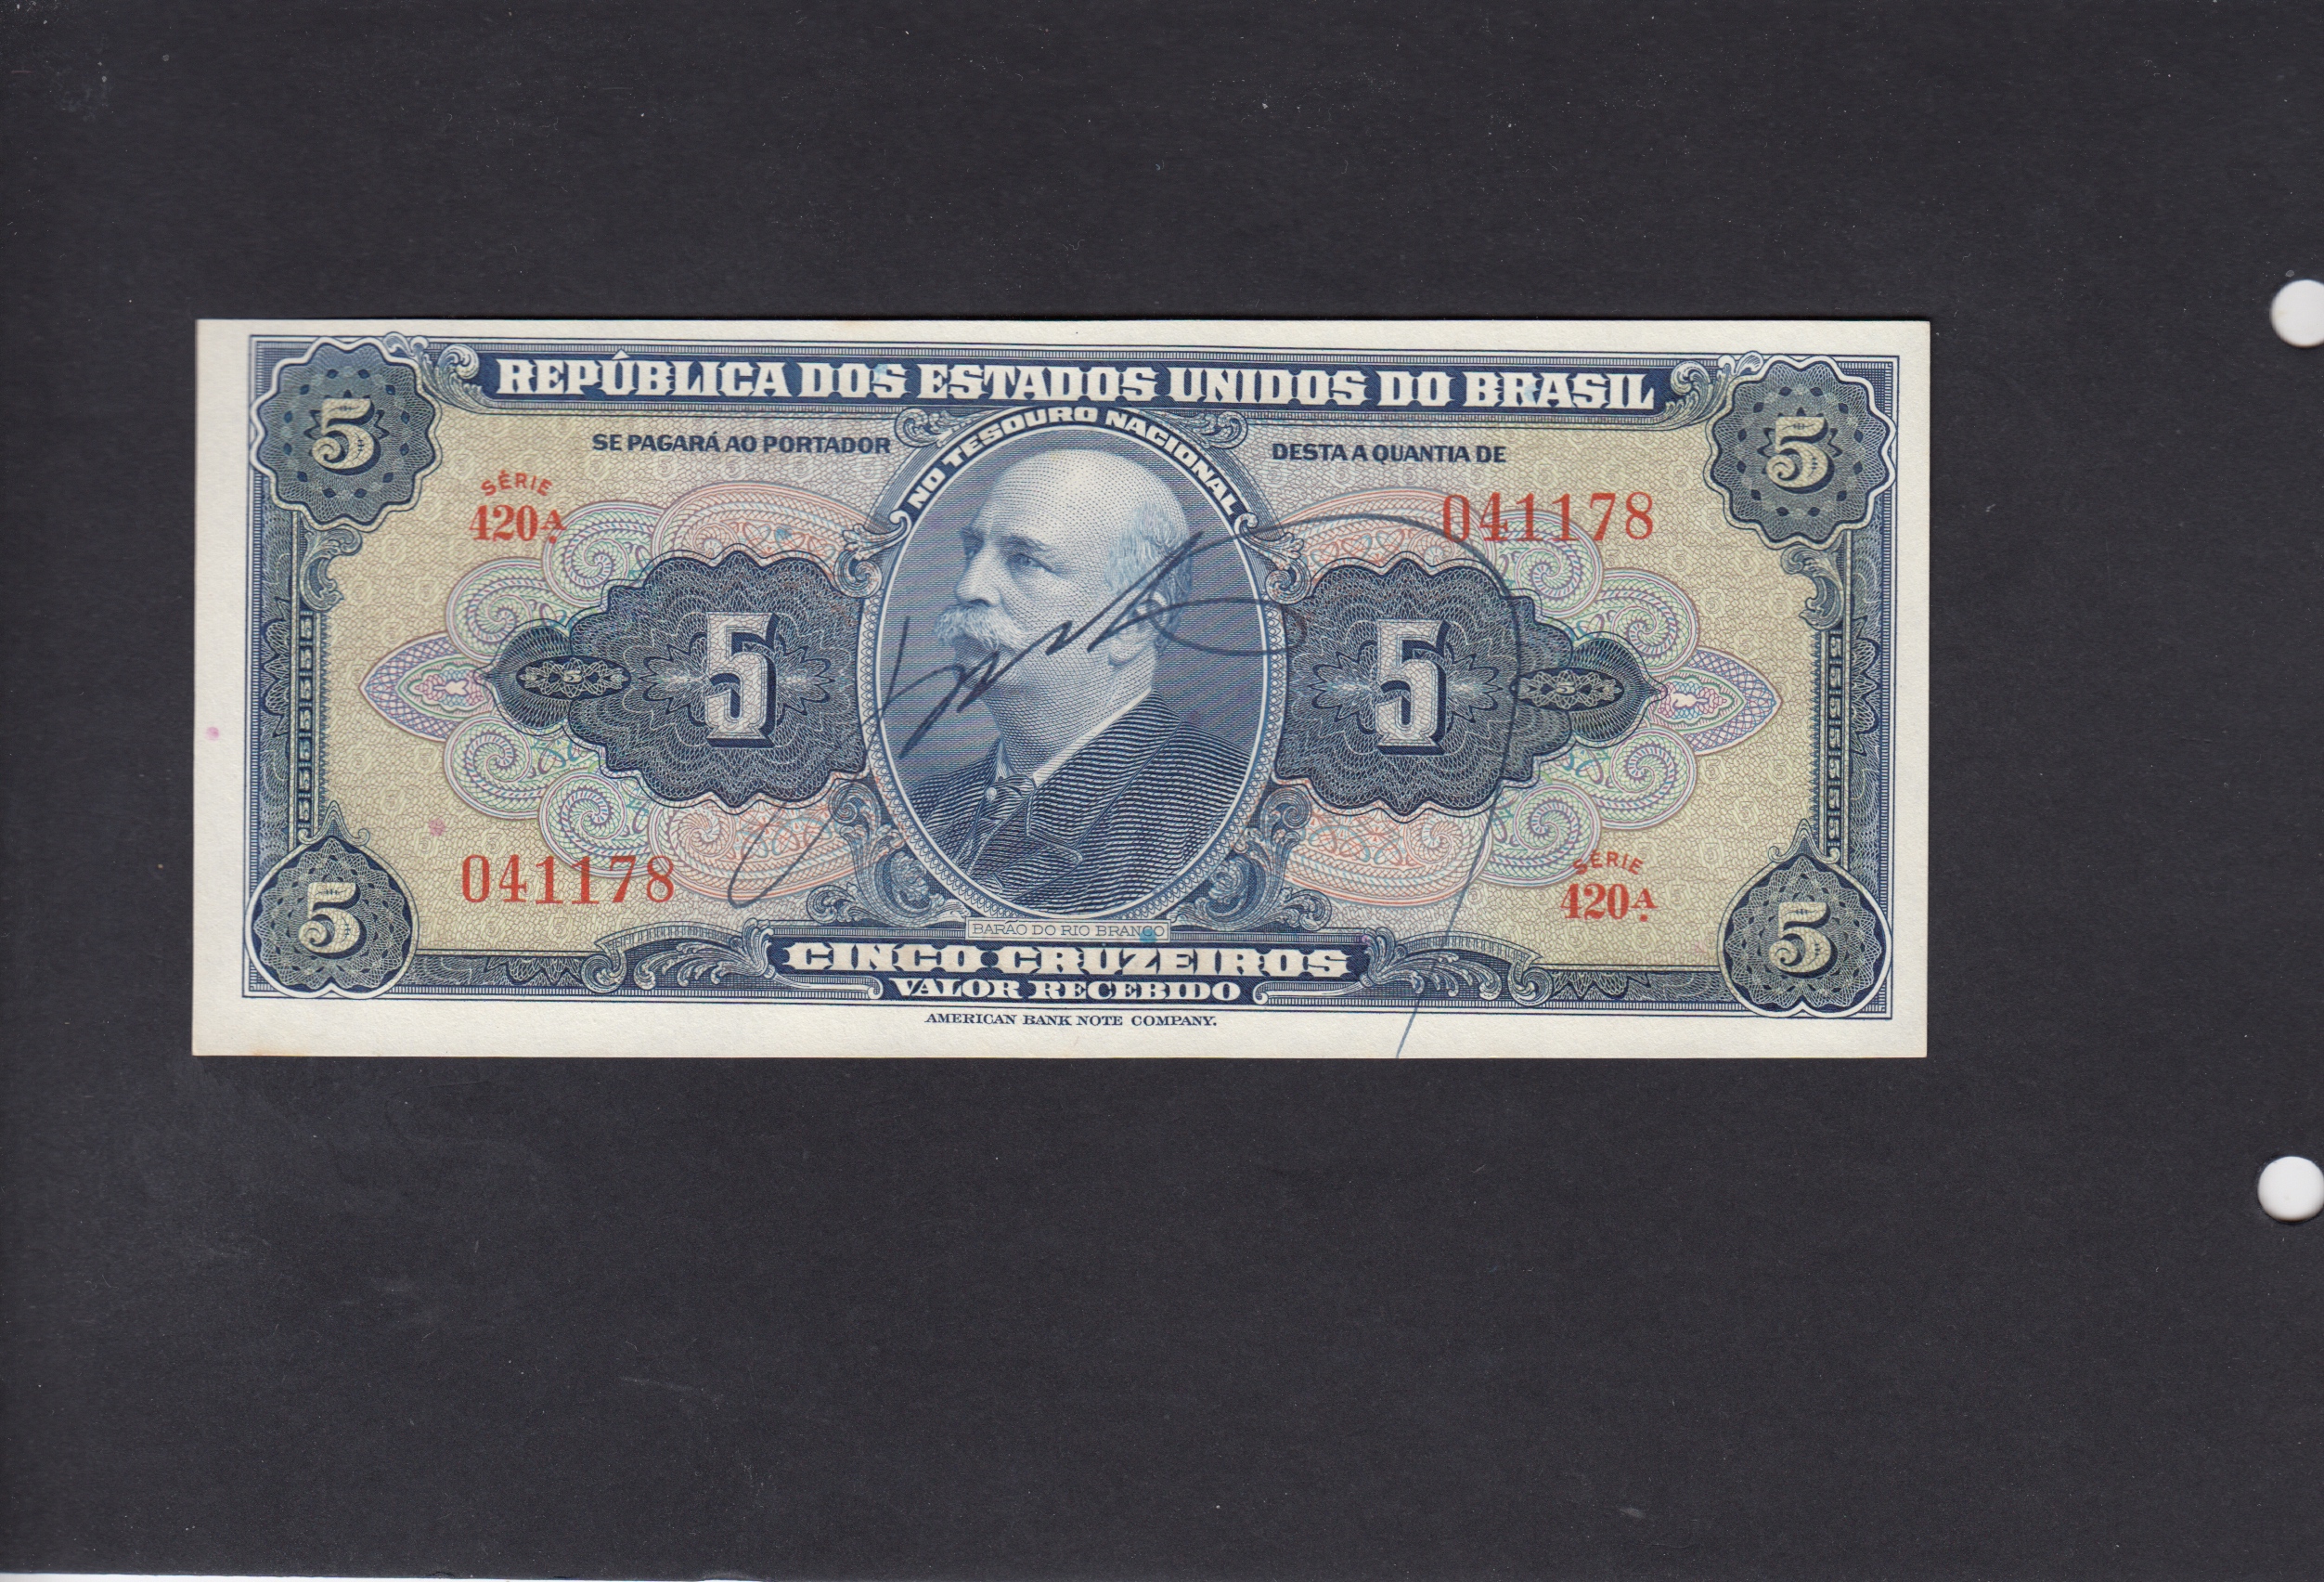 REPÚBLICA DOS ESTADOS UNIDOS DO BRASIL
NO TESOURO NACIONAL
SE PAGARÁ AO PORTADOR
DESTA A QUANTIA DE
5
5
SÉRIE
420A.
041178
5
5
5
5
041178
SÉRIE
420A.
5
5
BARÃO DO RIO BRANCO
CINCO CRUZEIROS
VALOR RECEBIDO
AMERICAN BANK NOTE COMPANY.